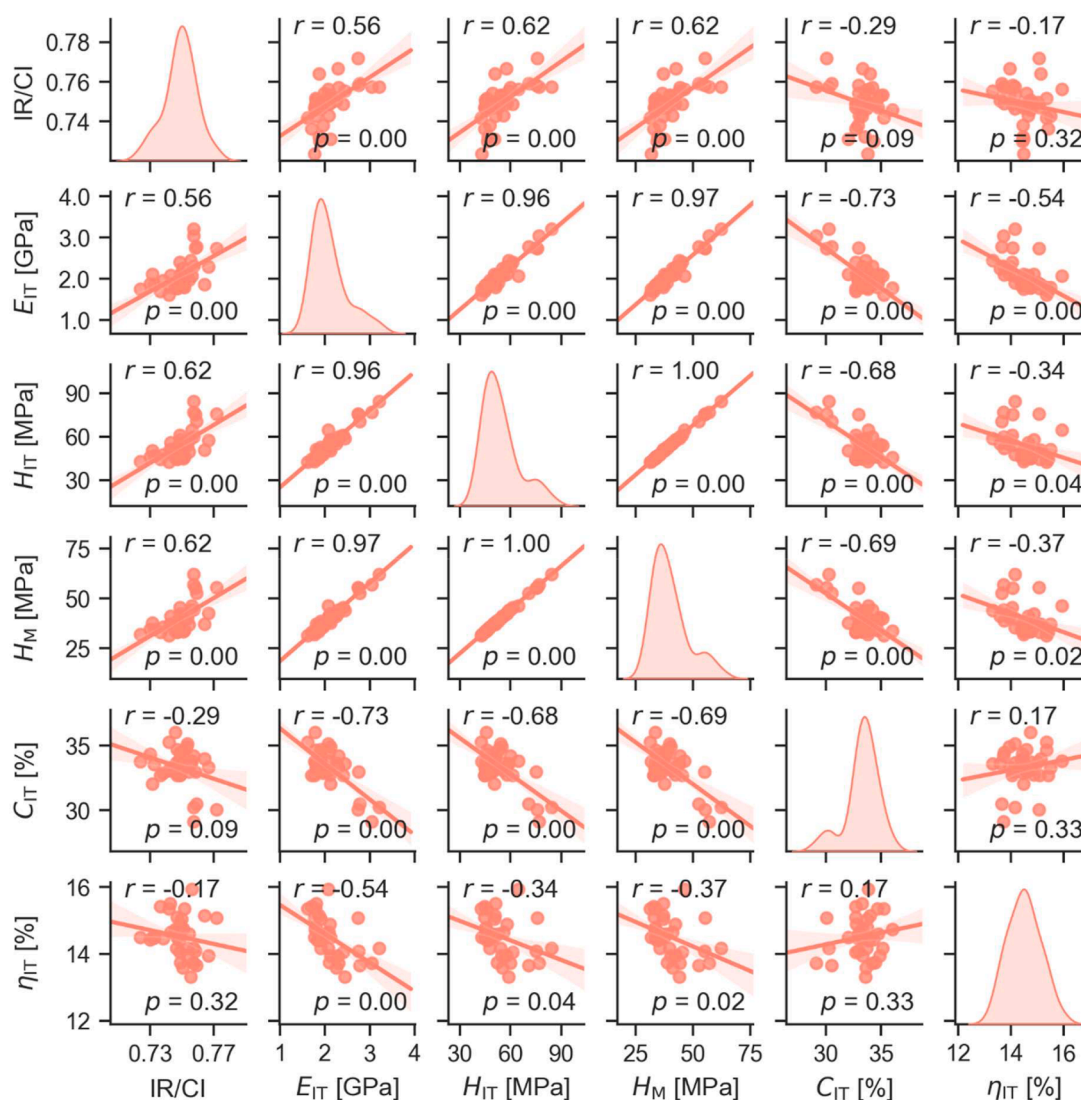 0.78 r = 0.56 r = 0.62 r = 0.62 r = -0.29 r = -0.17
IR/CI
0.76
0.74
p = 0.00 p = 0.00 p = 0.00 p = 0.09 p = 0.32
4.0 r = 0.56 r = 0.96 r = 0.97 r = -0.73 r = -0.54
E_IT [GPa]
3.0
2.0
1.0 p = 0.00 p = 0.00 p = 0.00 p = 0.00 p = 0.00
r = 0.62 r = 0.96 r = 1.00 r = -0.68 r = -0.34
H_IT [MPa]
90
60
30 p = 0.00 p = 0.00 p = 0.00 p = 0.00 p = 0.04
75 r = 0.62 r = 0.97 r = 1.00 r = -0.69 r = -0.37
H_M [MPa]
50
25 p = 0.00 p = 0.00 p = 0.00 p = 0.00 p = 0.02
r = -0.29 r = -0.73 r = -0.68 r = -0.69 r = 0.17
C_IT [%]
35
30
p = 0.09 p = 0.00 p = 0.00 p = 0.00 p = 0.33
16 r = -0.17 r = -0.54 r = -0.34 r = -0.37 r = 0.17
η_IT [%]
14
p = 0.32 p = 0.00 p = 0.04 p = 0.02 p = 0.33
12
0.73 0.77 1 2 3 4 30 60 90 25 50 75 30 35 12 14 16
IR/CI E_IT [GPa] H_IT [MPa] H_M [MPa] C_IT [%] η_IT [%]